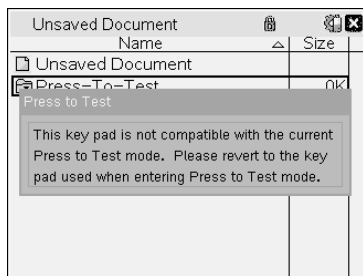 Unsaved Document
Name Size
Unsaved Document
Press-To-Test 0K
Press to Test
This key pad is not compatible with the current
Press to Test mode. Please revert to the key
pad used when entering Press to Test mode.